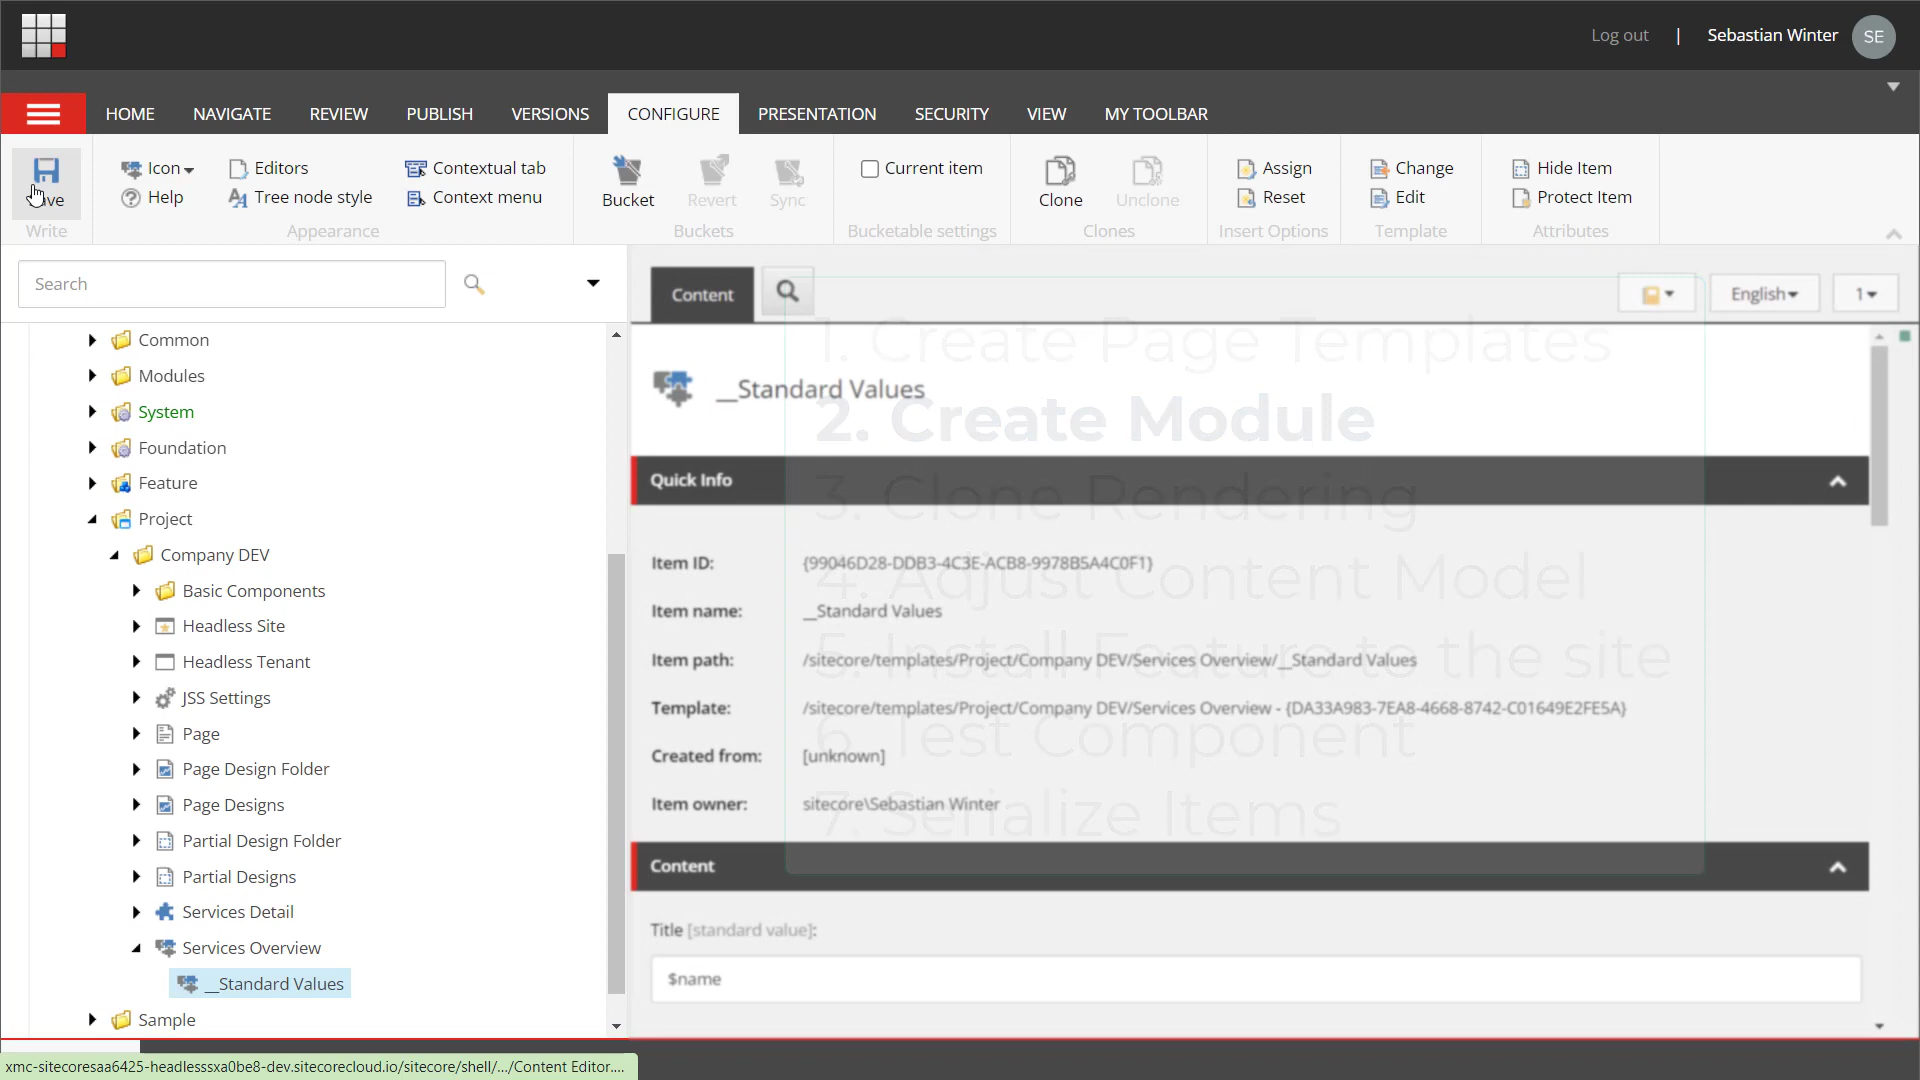 Log out | Sebastian Winter SE
HOME NAVIGATE REVIEW PUBLISH VERSIONS CONFIGURE PRESENTATION SECURITY VIEW MY TOOLBAR
Icon Editors Contextual tab Current item Assign Change Hide Item
Help Tree node style Context menu Bucket Revert Sync Clone Unclone Reset Edit Protect Item
Write Appearance Buckets Bucketable settings Clones Insert Options Template Attributes
Search
Content English 1
Common
Modules
System
Foundation
Feature
Project
Company DEV
Basic Components
Headless Site
Headless Tenant
JSS Settings
Page
Page Design Folder
Page Designs
Partial Design Folder
Partial Designs
Services Detail
Services Overview
__Standard Values
Sample
__Standard Values
Quick Info
Item ID: {99046D28-DDB3-4C3E-ACB8-9978B5A4C0F1}
Item name: __Standard Values
Item path: /sitecore/templates/Project/Company DEV/Services Overview/__Standard Values
Template: /sitecore/templates/Project/Company DEV/Services Overview - {DA33A983-7EA8-4668-8742-C01649E2FE5A}
Created from: [unknown]
Item owner: sitecore\Sebastian Winter
Content
Title [standard value]:
$name
1. Create Page Templates
2. Create Module
3. Clone Rendering
4. Adjust Content Model
5. Install Feature to the site
6. Test Component
7. Serialize Items
xmc-sitecoresaa6425-headlesssxa0be8-dev.sitecorecloud.io/sitecore/shell/.../Content Editor....